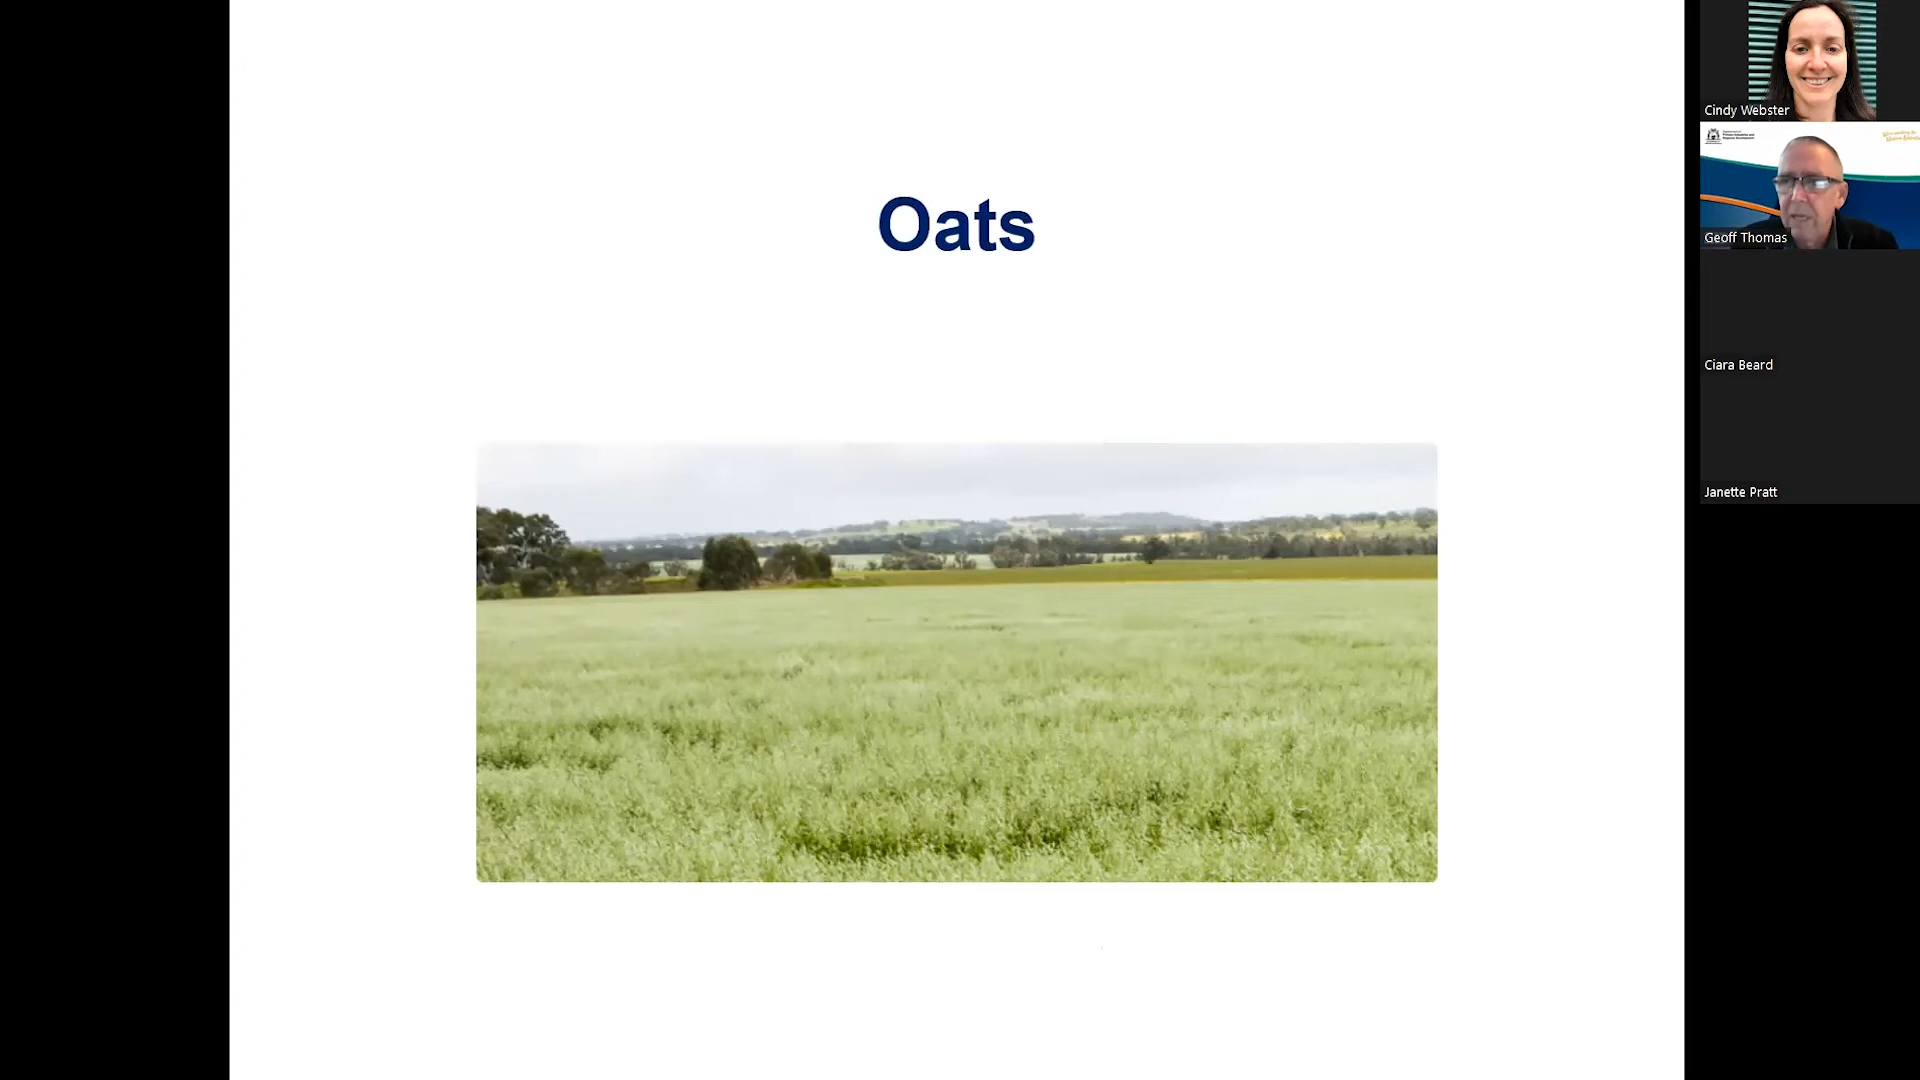 Oats
Cindy Webster
Geoff Thomas
Ciara Beard
Janette Pratt